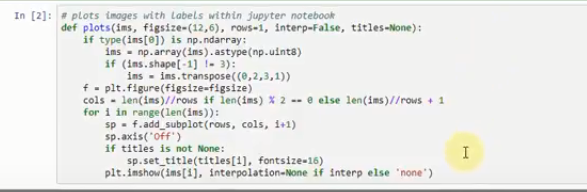 In [2]: # plots images with labels within jupyter notebook
def plots(ims, figsize=(12,6), rows=1, interp=False, titles=None):
    if type(ims[0]) is np.ndarray:
        ims = np.array(ims).astype(np.uint8)
        if (ims.shape[-1] != 3):
            ims = ims.transpose((0,2,3,1))
    f = plt.figure(figsize=figsize)
    cols = len(ims)//rows if len(ims) % 2 == 0 else len(ims)//rows + 1
    for i in range(len(ims)):
        sp = f.add_subplot(rows, cols, i+1)
        sp.axis('Off')
        if titles is not None:
            sp.set_title(titles[i], fontsize=16)
        plt.imshow(ims[i], interpolation=None if interp else 'none')